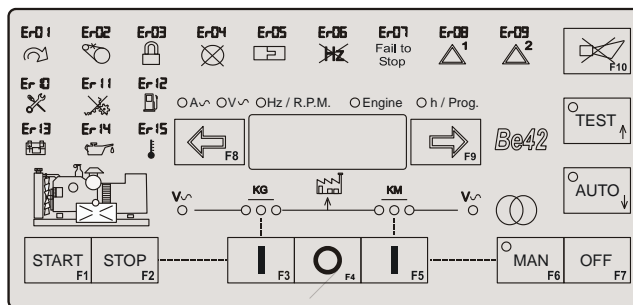 Er01 Er02 Er03 Er04 Er05 Er06 Er07 Er08 Er09
Hz Fail to Stop 1 2
F10
Er10 Er11 Er12
A OV OHz / R.P.M. Engine h / Prog.
TEST
Er13 Er14 Er15
F8 F9 Be42
AUTO
V KG KM V
START F1 STOP F2 I F3 O F4 I F5 MAN F6 OFF F7